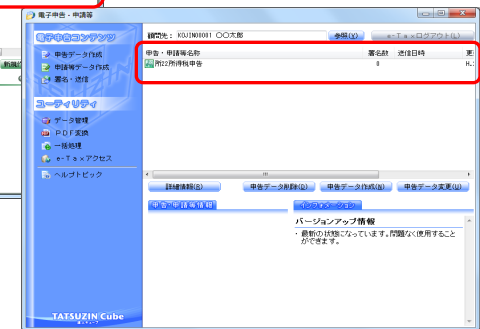 電子申告・申請等
電子申告コンテンツ
申告データ作成
申請等データ作成
署名・送信
ユーティリティ
データ管理
PDF変換
一括処理
e-Taxアクセス
ヘルプトピック
TATSUZIN Cube
顧問先: KOJIN00001 ○○太郎
参照(X)
e-Taxログアウト(L)
申告・申請等名称 署名数 送信日時 更
所22所得税申告 0 H.
詳細情報(R) 申告データ削除(D) 申告データ作成(N) 申告データ変更(U)
申告・申請等情報
インフォメーション
バージョンアップ情報
・最新の状態になっています。問題なく使用すること
ができます。